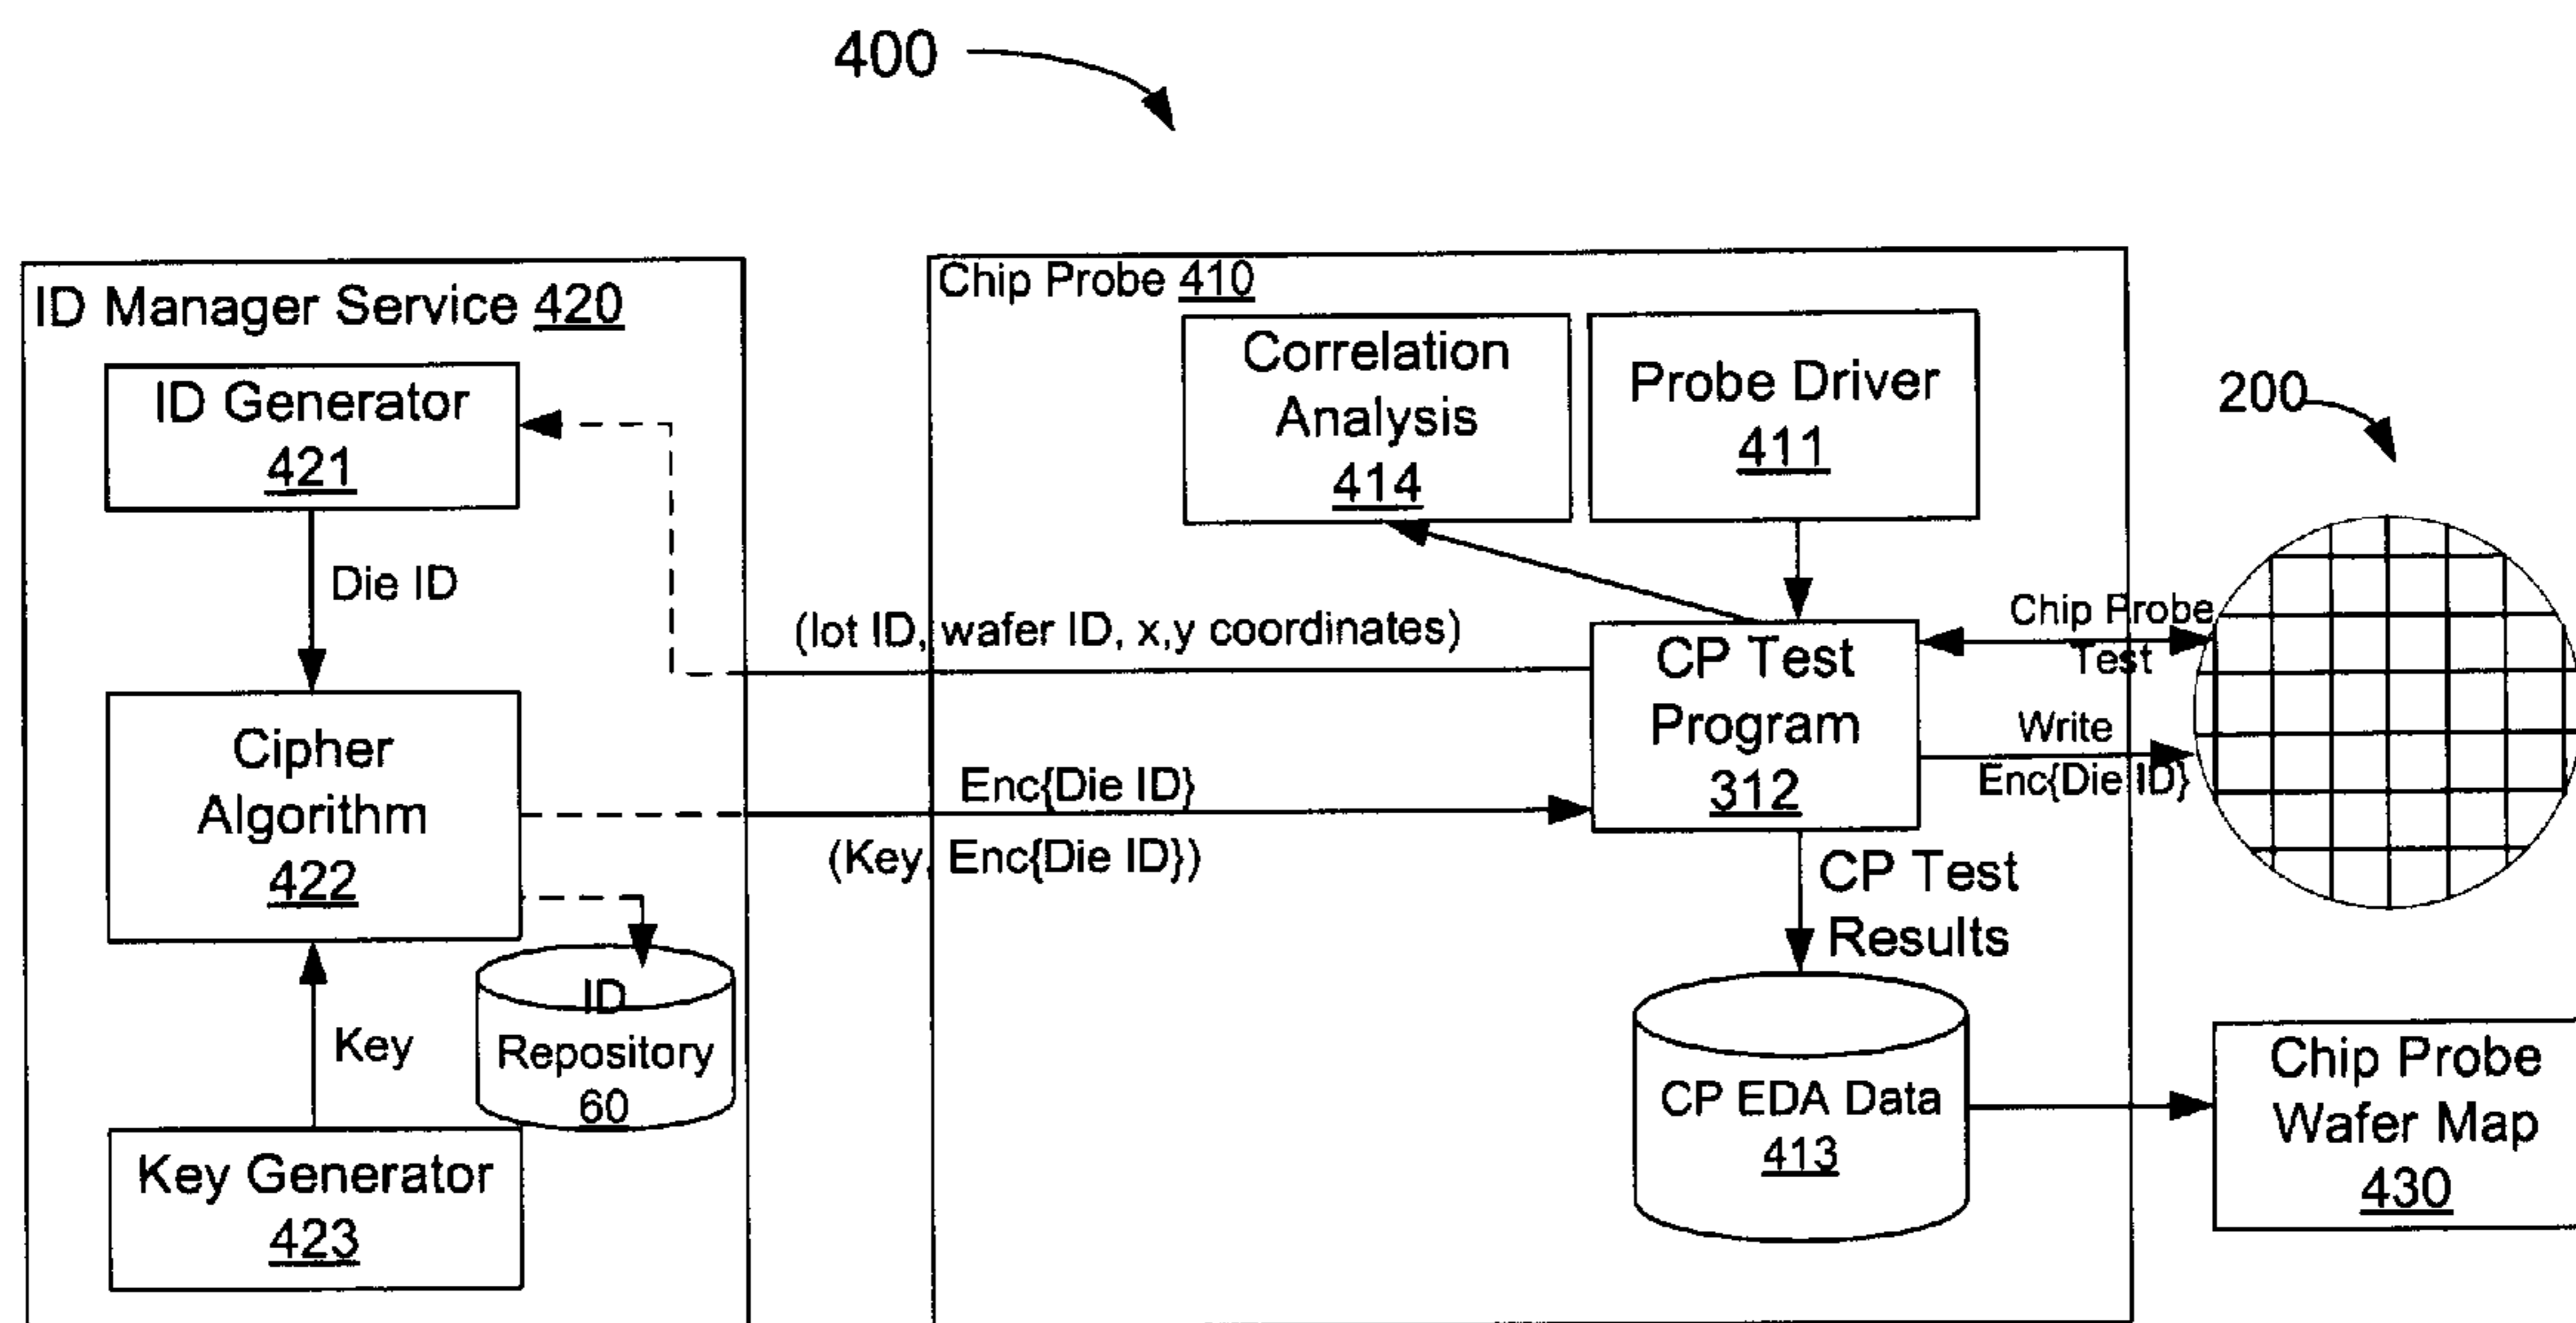 400
ID Manager Service 420
ID Generator
421
Die ID
Cipher
Algorithm
422
Key
ID
Repository
60
Key Generator
423
(lot ID, wafer ID, x,y coordinates)
Enc{Die ID}
(Key, Enc{Die ID})
Chip Probe 410
Correlation
Analysis
414
Probe Driver
411
CP Test
Program
312
CP Test
Results
CP EDA Data
413
200
Chip Probe
Test
Write
Enc{Die ID}
Chip Probe
Wafer Map
430